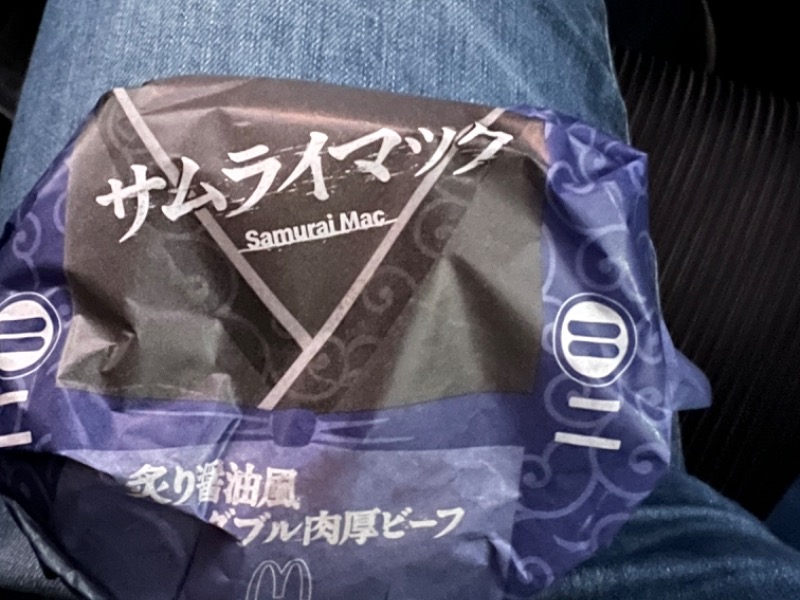 サムライマック
Samurai Mac
炙り醤油風
ダブル肉厚ビーフ